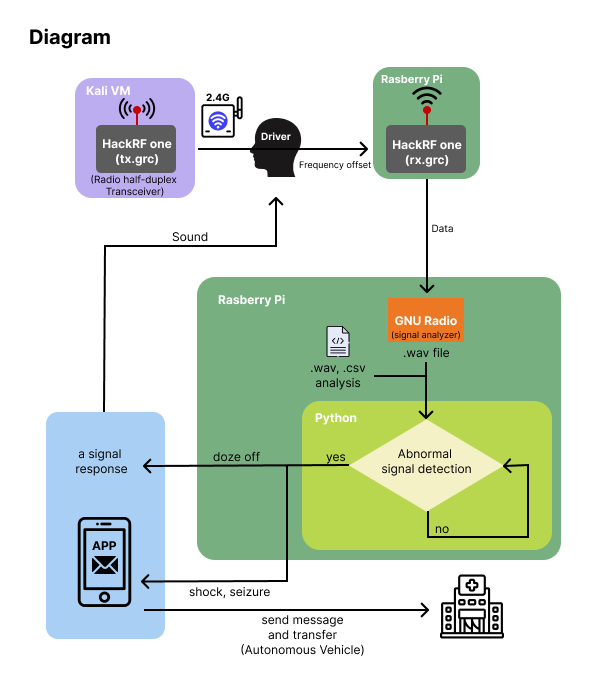 Diagram
Kali VM
HackRF one
(tx.grc)
(Radio half-duplex
Transceiver)
2.4G
Driver
Frequency offset
Rasberry Pi
HackRF one
(rx.grc)
Sound
Data
Rasberry Pi
GNU Radio
(signal analyzer)
.wav file
</>
.wav, .csv
analysis
Python
Abnormal
signal detection
yes
no
doze off
a signal
response
APP
shock, seizure
send message
and transfer
(Autonomous Vehicle)